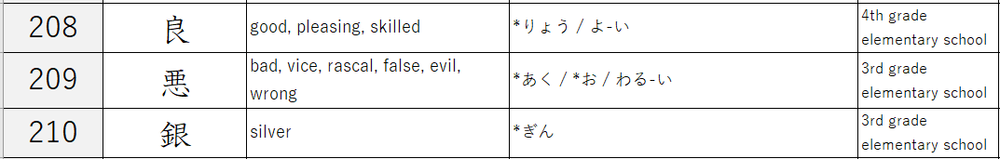 208 良 good, pleasing, skilled *りょう / よ-い 4th grade elementary school
209 悪 bad, vice, rascal, false, evil, wrong *あく / *お / わる-い 3rd grade elementary school
210 銀 silver *ぎん 3rd grade elementary school